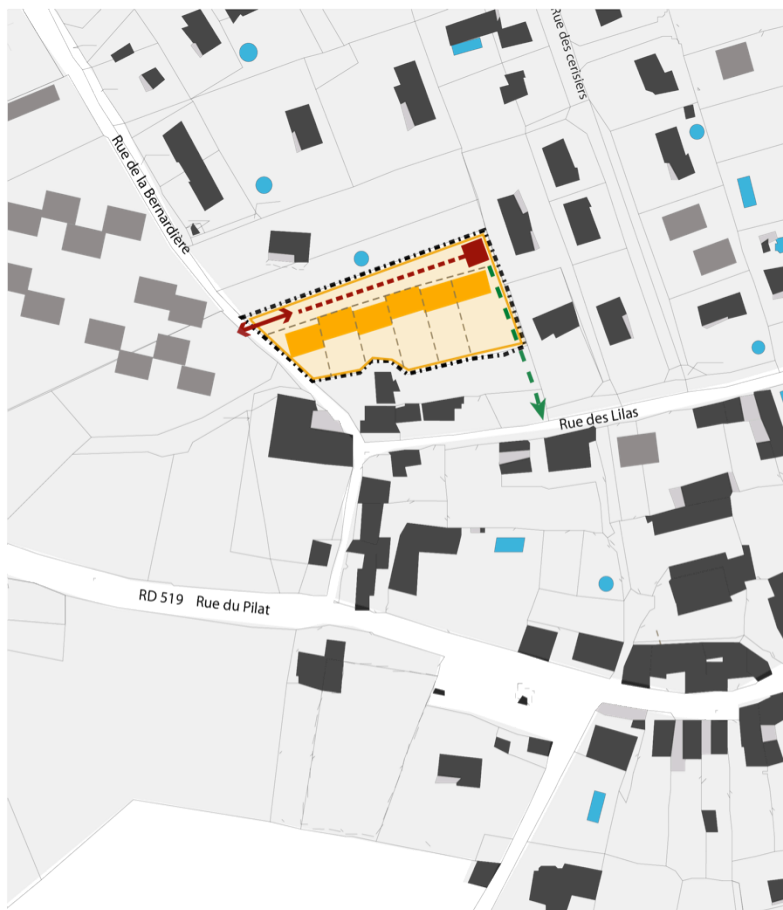 Rue des cerisiers
Rue de la Bernardière
Rue des Lilas
RD 519 Rue du Pilat